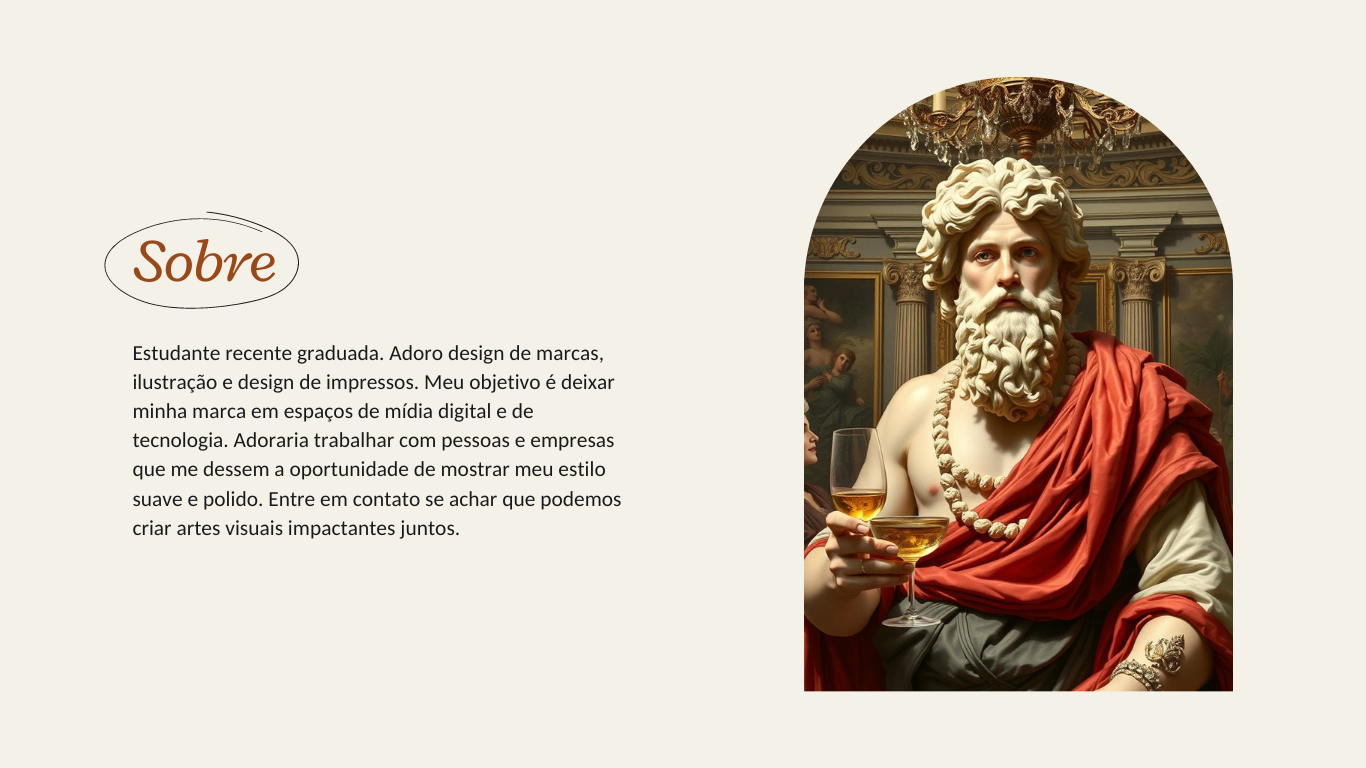 Sobre
Estudante recente graduada. Adoro design de marcas,
ilustração e design de impressos. Meu objetivo é deixar
minha marca em espaços de mídia digital e de
tecnologia. Adoraria trabalhar com pessoas e empresas
que me dessem a oportunidade de mostrar meu estilo
suave e polido. Entre em contato se achar que podemos
criar artes visuais impactantes juntos.